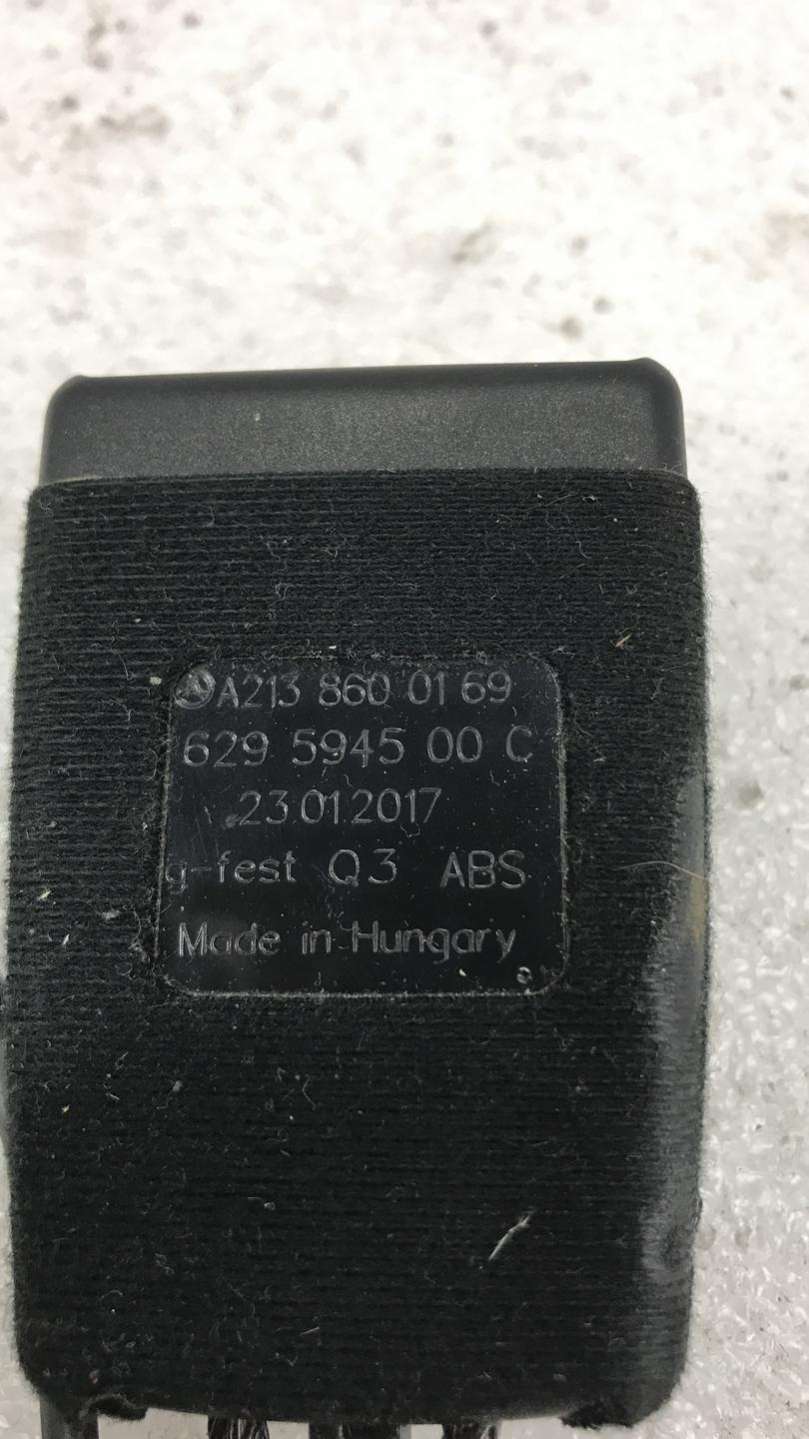 A213 860 01 69
629 5945 00 C
23.01.2017
g-fest Q3 ABS
Made in Hungary